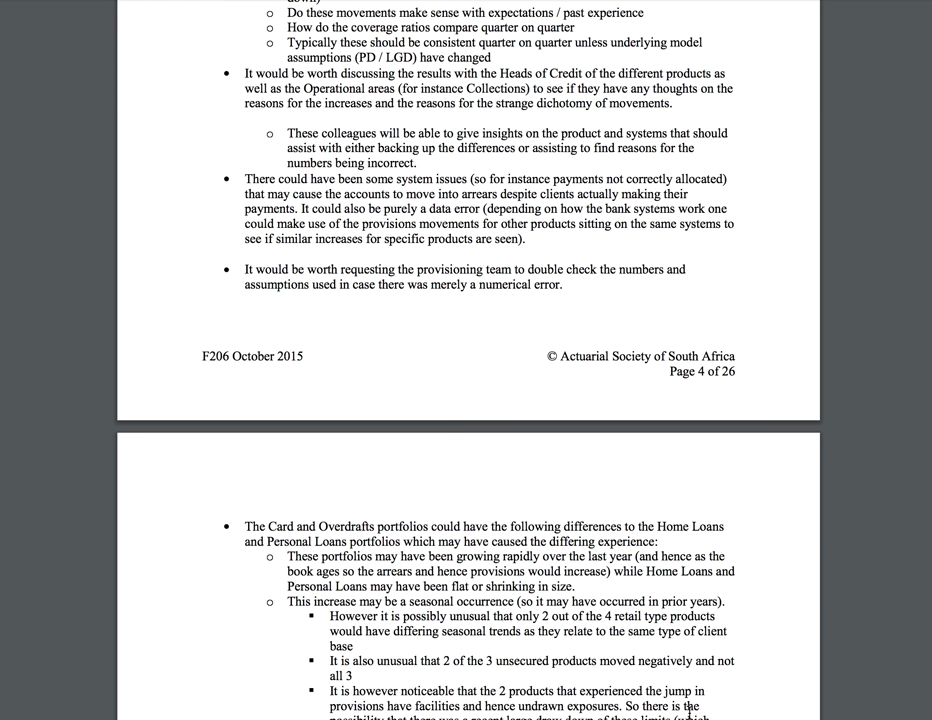 down)
o Do these movements make sense with expectations / past experience
o How do the coverage ratios compare quarter on quarter
o Typically these should be consistent quarter on quarter unless underlying model
assumptions (PD / LGD) have changed
• It would be worth discussing the results with the Heads of Credit of the different products as
well as the Operational areas (for instance Collections) to see if they have any thoughts on the
reasons for the increases and the reasons for the strange dichotomy of movements.
o These colleagues will be able to give insights on the product and systems that should
assist with either backing up the differences or assisting to find reasons for the
numbers being incorrect.
• There could have been some system issues (so for instance payments not correctly allocated)
that may cause the accounts to move into arrears despite clients actually making their
payments. It could also be purely a data error (depending on how the bank systems work one
could make use of the provisions movements for other products sitting on the same systems to
see if similar increases for specific products are seen).
• It would be worth requesting the provisioning team to double check the numbers and
assumptions used in case there was merely a numerical error.
F206 October 2015
© Actuarial Society of South Africa
Page 4 of 26
• The Card and Overdrafts portfolios could have the following differences to the Home Loans
and Personal Loans portfolios which may have caused the differing experience:
o These portfolios may have been growing rapidly over the last year (and hence as the
book ages so the arrears and hence provisions would increase) while Home Loans and
Personal Loans may have been flat or shrinking in size.
o This increase may be a seasonal occurrence (so it may have occurred in prior years).
▪ However it is possibly unusual that only 2 out of the 4 retail type products
would have differing seasonal trends as they relate to the same type of client
base
▪ It is also unusual that 2 of the 3 unsecured products moved negatively and not
all 3
▪ It is however noticeable that the 2 products that experienced the jump in
provisions have facilities and hence undrawn exposures. So there is the
possibility that there was a recent large draw down of these limits (which